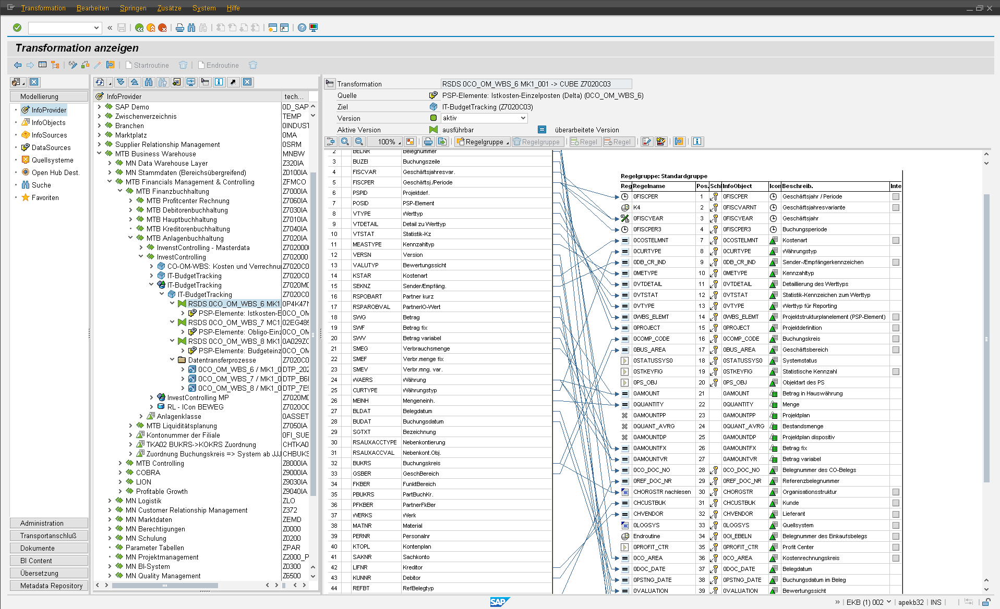 Transformation Bearbeiten Springen Zusätze System Hilfe
Transformation anzeigen
Startroutine Endroutine
Modellierung
InfoProvider
InfoObjects
InfoSources
DataSources
Quellsysteme
Open Hub Dest.
Suche
Favoriten
Administration
Transportanschluß
Dokumente
BI Content
Übersetzung
Metadata Repository
InfoProvider tech...
SAP Demo 0D_SAP
Zwischenverzeichnis TEMP
Branchen 0INDUST
Marktplatz 0MA
Supplier Relationship Management 0SRM
MTB Business Warehouse MNBW
MN Data Warehouse Layer Z320IA
MN Stammdaten (Bereichsübergreifend) Z0100IA
MTB Financials Management & Controlling ZFMCO
MTB Finanzbuchhaltung Z7000IA
MTB Profitcenter Rechnung Z7060IA
MTB Debitorenbuchhaltung Z7030IA
MTB Hauptbuchhaltung Z7010IA
MTB Kreditorenbuchhaltung Z7040IA
MTB Anlagenbuchhaltung Z7020IA
InvenstControlling - Masterdata Z702000
InvestControlling Z702000
CO-OM-WBS: Kosten und Verrechnu Z7020C0
IT-BudgetTracking Z7020C0
IT-BudgetTracking Z7020M0
IT-BudgetTracking Z7020C0
RSDS 0CO_OM_WBS_6 MK1 0P4K47N
PSP-Elemente: Istkosten-E 0CO_OM
RSDS 0CO_OM_WBS_7 MC1 02EG485
PSP-Elemente: Obligo-Einz 0CO_OM
RSDS 0CO_OM_WBS_8 MK1 0A029ZC
PSP-Elemente: Budgeteinz 0CO_OM
Datentransferprozesse Z7020C0
0CO_OM_WBS_6 / MK1_0 DTP_202
0CO_OM_WBS_7 / MK1_0 DTP_B6I
0CO_OM_WBS_8 / MK1_0 DTP_7E9
InvestControlling MP Z7020M0
RL - ICon BEWEG Z7020O0
Anlagenklasse 0ASSET
MTB Liquiditätsplanung Z7050IA
Kontonummer der Filiale 0FI_SUE
TKA02 BUKRS->KOKRS Zuordnung CHTKA0
Zuordnung Buchungskreis => System ab JJJ CHBUKS
MTB Controlling Z8000IA
COBRA Z9000IA
LION Z9030IA
Profitable Growth Z9040IA
MN Logistik ZLO
MN Customer Relationship Management Z372
MN Marktdaten ZEMD
MN Berechtigungen Z0000
MN Schulung Z0200
Parameter Tabellen ZPAR
MN Projektmanagement Z2000_P
MN BI-System Z0300
MN Quality Management Z6500
Transformation RSDS 0CO_OM_WBS_6 MK1_001 -> CUBE Z7020C03
Quelle PSP-Elemente: Istkosten-Einzelposten (Delta) (0CO_OM_WBS_6)
Ziel IT-BudgetTracking (Z7020C03)
Version aktiv
Aktive Version ausführbar überarbeitete Version
100% Regelgruppe Regelgruppe Regel Regel
2 BELNR Belegnummer
3 BUZEI Buchungszeile
4 FISCVAR Geschäftsjahresvar.
5 FISCPER Geschäftsj./Periode
6 PSPID Projektdef.
7 POSID PSP-Element
8 VTYPE Werttyp
9 VTDETAIL Detail zu Werttyp
10 VTSTAT Statistik-Kz
11 MEASTYPE Kennzahltyp
12 VERSN Version
13 VALUTYP Bewertungssicht
14 KSTAR Kostenart
15 SEKNZ Sender/Empfäng.
16 RSPOBART Partner kurz
17 RSPAROBVAL PartnerIO-Wert
18 SWG Betrag
19 SWF Betrag fix
20 SWV Betrag variabel
21 SMEG Verbrauchsmenge
22 SMEF Verbr.menge fix
23 SMEV Verbr.mng. var.
24 WAERS Währung
25 CURTYPE Währungstyp
26 MEINH Mengeneinh.
27 BLDAT Belegdatum
28 BUDAT Buchungsdatum
29 SGTXT Bezeichnung
30 RSAUXACCTYPE Nebenkontierung
31 RSAUXACCVAL Nebenkont.Obj.
32 BUKRS Buchungskreis
33 GSBER GeschBereich
34 FKBER FunktBereich
35 PBUKRS PartBuchKr.
36 PFKBER PartnerFkBer
37 WERKS Werk
38 MATNR Material
39 PERNR Personalnr
40 KTOPL Kontenplan
41 SAKNR Sachkonto
42 LIFNR Kreditor
43 KUNNR Debitor
44 REFBT RefBelegtyp
Regelgruppe: Standardgruppe
Reg Regelname Pos. Schl InfoObject Icon Beschreib. Inte
0FISCPER 1 0FISCPER Geschäftsjahr / Periode
K4 2 0FISCVARNT Geschäftsjahresvariante
0FISCYEAR 3 0FISCYEAR Geschäftsjahr
0FISCPER3 4 0FISCPER3 Buchungsperiode
0COSTELMNT 7 0COSTELMNT Kostenart
0CURTYPE 8 0CURTYPE Währungstyp
0DB_CR_IND 9 0DB_CR_IND Sender-/Empfängerkennzeichen
0METYPE 10 0METYPE Kennzahltyp
0VTDETAIL 11 0VTDETAIL Detaillierung des Werttyps
0VTSTAT 12 0VTSTAT Statistik-Kennzeichen zum Werttyp
0VTYPE 13 0VTYPE Werttyp für Reporting
0WBS_ELEMT 14 0WBS_ELEMT Projektstrukturplanelement (PSP-Element)
0PROJECT 15 0PROJECT Projektdefinition
0COMP_CODE 16 0COMP_CODE Buchungskreis
0BUS_AREA 17 0BUS_AREA Geschäftsbereich
0STATUSSYS0 18 0STATUSSYS0 Systemstatus
0STKEYFIG 19 0STKEYFIG Statistische Kennzahl
0PS_OBJ 20 0PS_OBJ Objektart des PS
0AMOUNT 21 0AMOUNT Betrag in Hauswährung
0QUANTITY 22 0QUANTITY Menge
0AMOUNTPP 23 0AMOUNTPP Projektplan
0QUANT_AVRG 24 0QUANT_AVRG Bestandsmenge
0AMOUNTDP 25 0AMOUNTDP Projektplan dispositiv
0AMOUNTFX 26 0AMOUNTFX Betrag fix
0AMOUNTVR 27 0AMOUNTVR Betrag variabel
0CO_DOC_NO 28 0CO_DOC_NO Belegnummer des CO-Belegs
0REF_DOC_NR 29 0REF_DOC_NR Referenzbelegnummer
CHORGSTR nachlesen 30 CHORGSTR Organisationsstruktur
CHCUSTBUK 31 CHCUSTBUK Kunde
CHVENDOR 32 CHVENDOR Lieferant
0LOGSYS 33 0LOGSYS Quellsystem
Endroutine 34 0OI_EBELN Belegnummer des Einkaufsbelegs
0PROFIT_CTR 35 0PROFIT_CTR Profit Center
0CO_AREA 36 0CO_AREA Kostenrechnungskreis
0DOC_DATE 37 0DOC_DATE Belegdatum
0PSTNG_DATE 38 0PSTNG_DATE Buchungsdatum im Beleg
0VALUATION 39 0VALUATION Bewertungssicht
SAP
EKB (1) 002 apekb32 INS